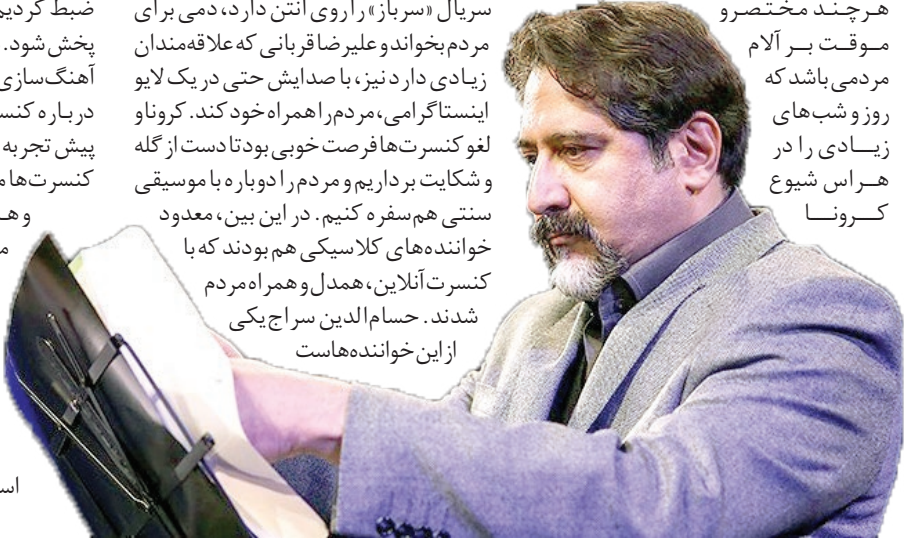 هرچند مختصر و
موقت بر آلام
مردمی باشد که
روز و شب‌های
زیادی را در
هراس شیوع
کرونا
سریال «سرباز» را روی آنتن دارد، دمی برای
مردم بخواند و علیرضا قربانی که علاقه‌مندان
زیادی دارد نیز، با صدایش حتی در یک لایو
اینستاگرامی، مردم را همراه خود کند. کرونا و
لغو کنسرت‌ها فرصت خوبی بود تا دست از گله
و شکایت برداریم و مردم را دوباره با موسیقی
سنتی هم‌سفره کنیم. در این بین، معدود
خواننده‌های کلاسیکی هم بودند که با
کنسرت آنلاین، همدل و همراه مردم
شدند. حسام‌الدین سراج یکی
از این خواننده‌هاست
ضبط کردیم
پخش شود.
آهنگ‌سازی
درباره کنس
پیش تجربه
کنسرت‌ها م
و هـ
م
اس